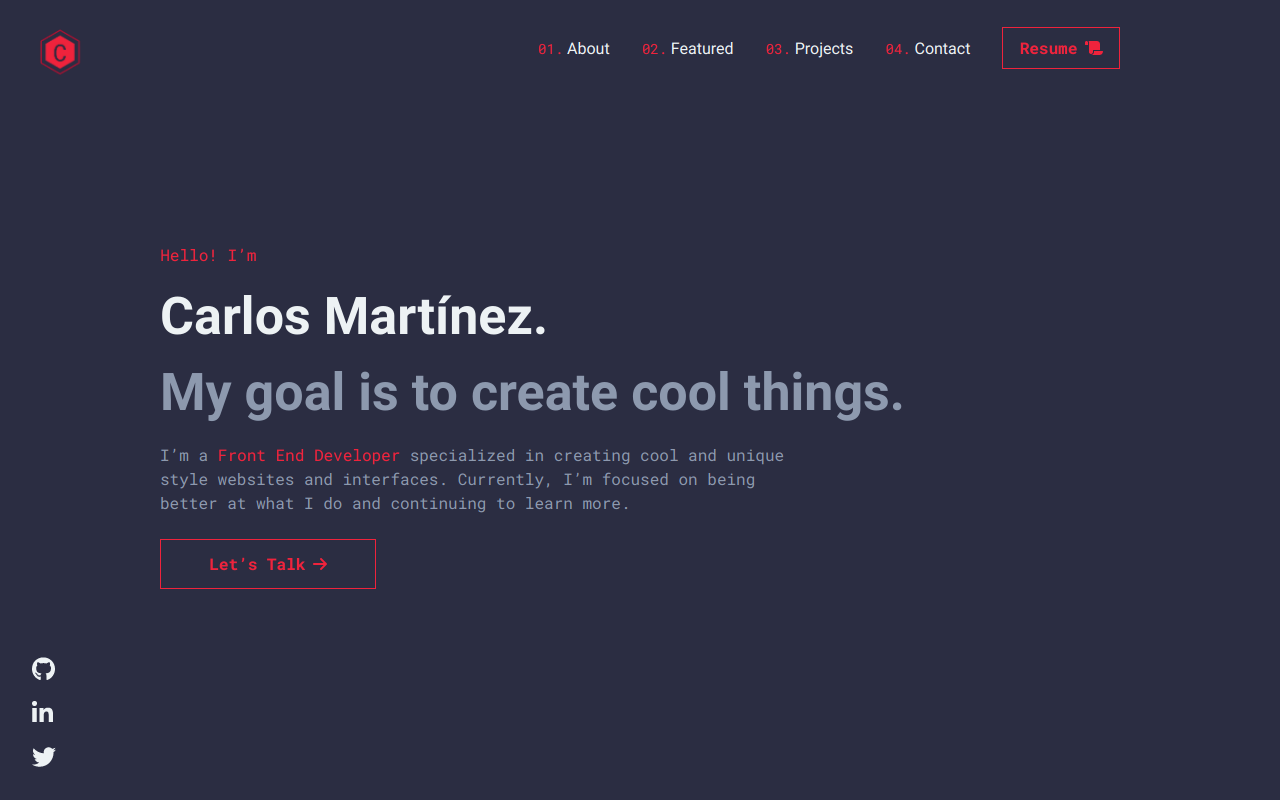 C
01. About
02. Featured
03. Projects
04. Contact
Resume
Hello! I’m
Carlos Martínez.
My goal is to create cool things.
I’m a Front End Developer specialized in creating cool and unique
style websites and interfaces. Currently, I’m focused on being
better at what I do and continuing to learn more.
Let's Talk
in